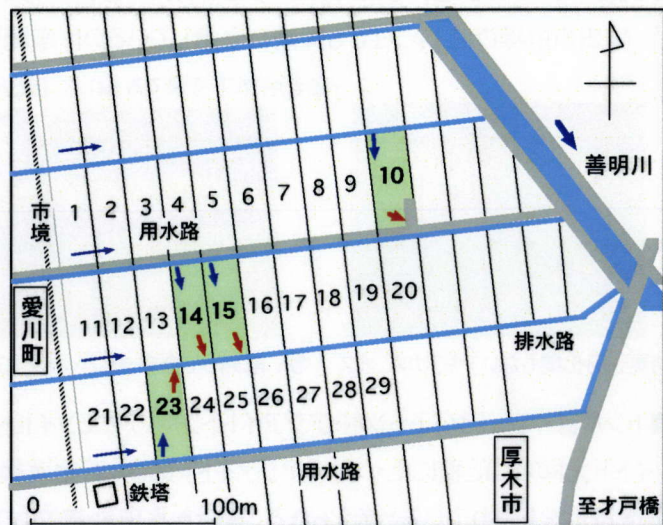 善明川
市境
1 2 3 4 5 6 7 8 9 10
用水路
愛川町
11 12 13 14 15 16 17 18 19 20
排水路
21 22 23 24 25 26 27 28 29
鉄塔
用水路
厚木市
至才戸橋
0 100m